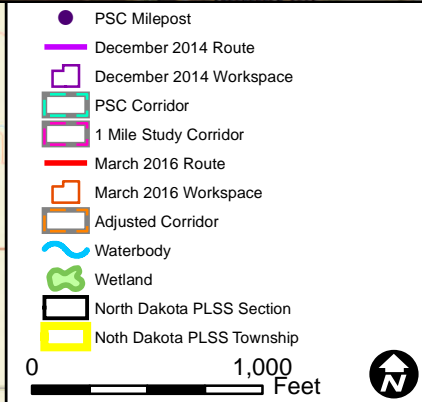 PSC Milepost
December 2014 Route
December 2014 Workspace
PSC Corridor
1 Mile Study Corridor
March 2016 Route
March 2016 Workspace
Adjusted Corridor
Waterbody
Wetland
North Dakota PLSS Section
Noth Dakota PLSS Township
0 1,000
Feet
N